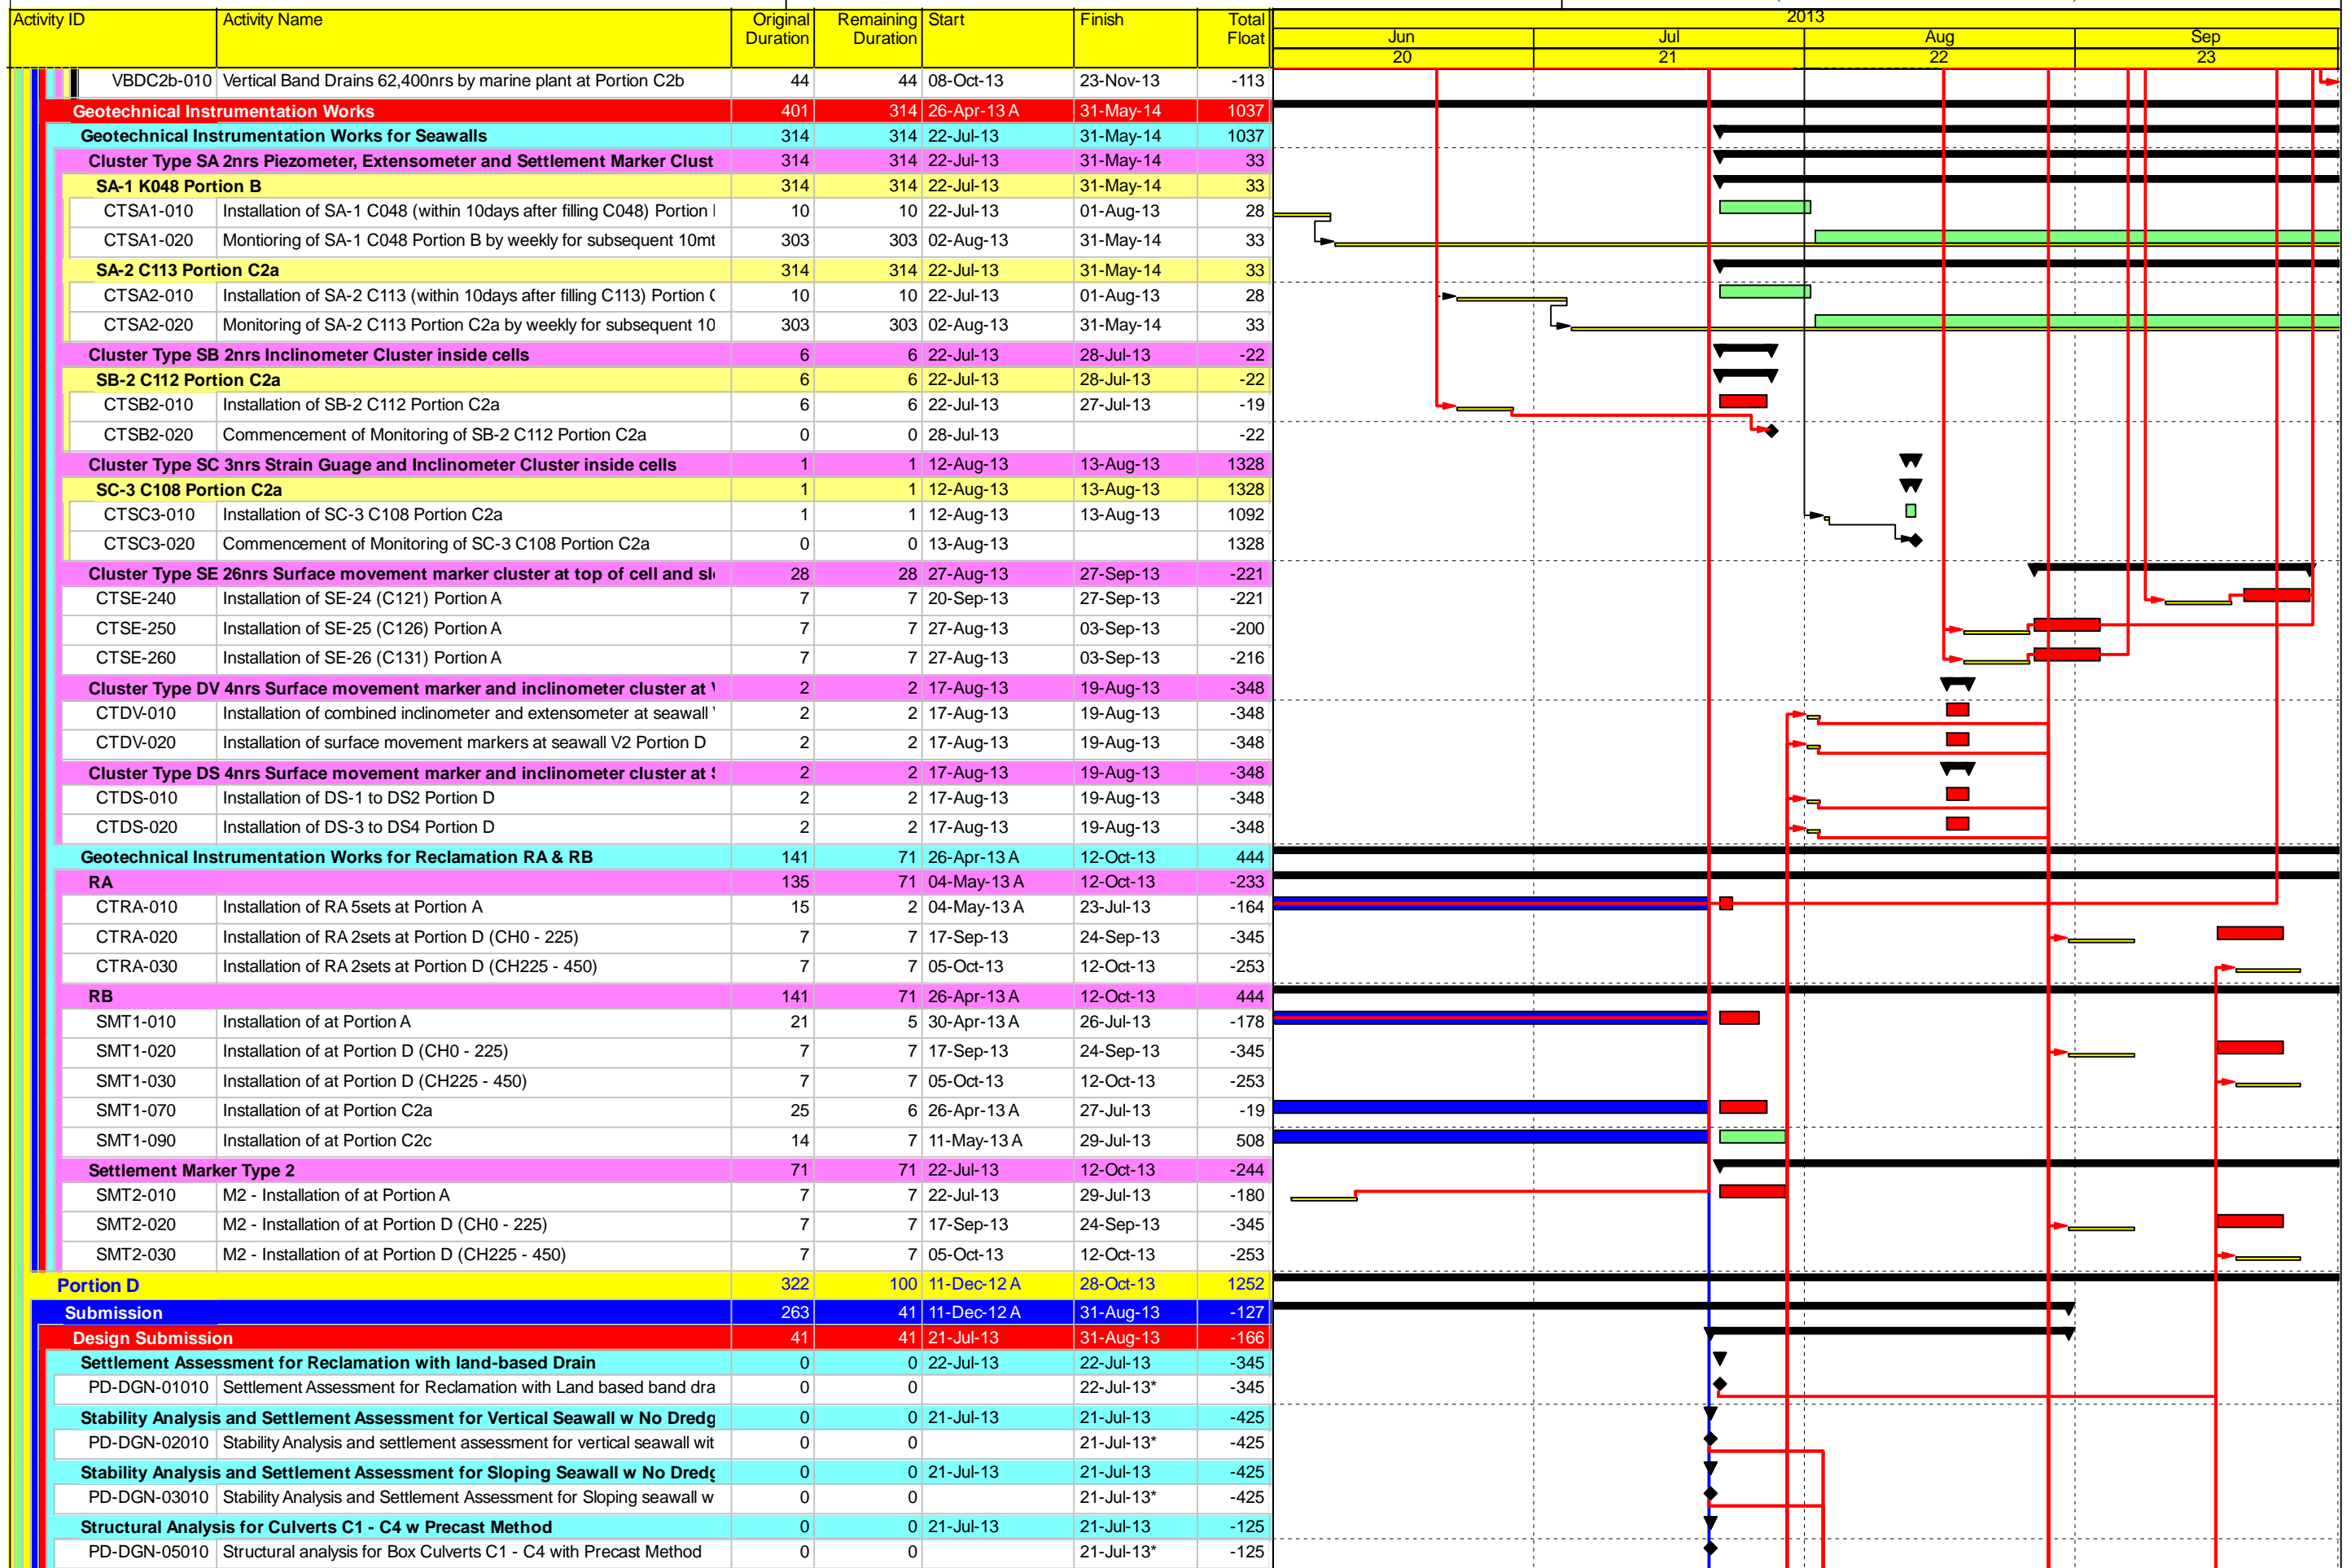 Activity ID Activity Name Original Duration Remaining Duration Start Finish Total Float 2013
Jun Jul Aug Sep
20 21 22 23
VBDC2b-010 Vertical Band Drains 62,400nrs by marine plant at Portion C2b 44 44 08-Oct-13 23-Nov-13 -113
Geotechnical Instrumentation Works 401 314 26-Apr-13 A 31-May-14 1037
Geotechnical Instrumentation Works for Seawalls 314 314 22-Jul-13 31-May-14 1037
Cluster Type SA 2nrs Piezometer, Extensometer and Settlement Marker Clust 314 314 22-Jul-13 31-May-14 33
SA-1 K048 Portion B 314 314 22-Jul-13 31-May-14 33
CTSA1-010 Installation of SA-1 C048 (within 10days after filling C048) Portion 10 10 22-Jul-13 01-Aug-13 28
CTSA1-020 Montioring of SA-1 C048 Portion B by weekly for subsequent 10mt 303 303 02-Aug-13 31-May-14 33
SA-2 C113 Portion C2a 314 314 22-Jul-13 31-May-14 33
CTSA2-010 Installation of SA-2 C113 (within 10days after filling C113) Portion 10 10 22-Jul-13 01-Aug-13 28
CTSA2-020 Monitoring of SA-2 C113 Portion C2a by weekly for subsequent 10 303 303 02-Aug-13 31-May-14 33
Cluster Type SB 2nrs Inclinometer Cluster inside cells 6 6 22-Jul-13 28-Jul-13 -22
SB-2 C112 Portion C2a 6 6 22-Jul-13 28-Jul-13 -22
CTSB2-010 Installation of SB-2 C112 Portion C2a 6 6 22-Jul-13 27-Jul-13 -19
CTSB2-020 Commencement of Monitoring of SB-2 C112 Portion C2a 0 0 28-Jul-13 -22
Cluster Type SC 3nrs Strain Guage and Inclinometer Cluster inside cells 1 1 12-Aug-13 13-Aug-13 1328
SC-3 C108 Portion C2a 1 1 12-Aug-13 13-Aug-13 1328
CTSC3-010 Installation of SC-3 C108 Portion C2a 1 1 12-Aug-13 13-Aug-13 1092
CTSC3-020 Commencement of Monitoring of SC-3 C108 Portion C2a 0 0 13-Aug-13 1328
Cluster Type SE 26nrs Surface movement marker cluster at top of cell and 28 28 27-Aug-13 27-Sep-13 -221
CTSE-240 Installation of SE-24 (C121) Portion A 7 7 20-Sep-13 27-Sep-13 -221
CTSE-250 Installation of SE-25 (C126) Portion A 7 7 27-Aug-13 03-Sep-13 -200
CTSE-260 Installation of SE-26 (C131) Portion A 7 7 27-Aug-13 03-Sep-13 -216
Cluster Type DV 4nrs Surface movement marker and inclinometer cluster at 2 2 17-Aug-13 19-Aug-13 -348
CTDV-010 Installation of combined inclinometer and extensometer at seawall 2 2 17-Aug-13 19-Aug-13 -348
CTDV-020 Installation of surface movement markers at seawall V2 Portion D 2 2 17-Aug-13 19-Aug-13 -348
Cluster Type DS 4nrs Surface movement marker and inclinometer cluster at 2 2 17-Aug-13 19-Aug-13 -348
CTDS-010 Installation of DS-1 to DS2 Portion D 2 2 17-Aug-13 19-Aug-13 -348
CTDS-020 Installation of DS-3 to DS4 Portion D 2 2 17-Aug-13 19-Aug-13 -348
Geotechnical Instrumentation Works for Reclamation RA & RB 141 71 26-Apr-13 A 12-Oct-13 444
RA 135 71 04-May-13 A 12-Oct-13 -233
CTRA-010 Installation of RA 5sets at Portion A 15 2 04-May-13 A 23-Jul-13 -164
CTRA-020 Installation of RA 2sets at Portion D (CH0 - 225) 7 7 17-Sep-13 24-Sep-13 -345
CTRA-030 Installation of RA 2sets at Portion D (CH225 - 450) 7 7 05-Oct-13 12-Oct-13 -253
RB 141 71 26-Apr-13 A 12-Oct-13 444
SMT1-010 Installation of at Portion A 21 5 30-Apr-13 A 26-Jul-13 -178
SMT1-020 Installation of at Portion D (CH0 - 225) 7 7 17-Sep-13 24-Sep-13 -345
SMT1-030 Installation of at Portion D (CH225 - 450) 7 7 05-Oct-13 12-Oct-13 -253
SMT1-070 Installation of at Portion C2a 25 6 26-Apr-13 A 27-Jul-13 -19
SMT1-090 Installation of at Portion C2c 14 7 11-May-13 A 29-Jul-13 508
Settlement Marker Type 2 71 71 22-Jul-13 12-Oct-13 -244
SMT2-010 M2 - Installation of at Portion A 7 7 22-Jul-13 29-Jul-13 -180
SMT2-020 M2 - Installation of at Portion D (CH0 - 225) 7 7 17-Sep-13 24-Sep-13 -345
SMT2-030 M2 - Installation of at Portion D (CH225 - 450) 7 7 05-Oct-13 12-Oct-13 -253
Portion D 322 100 11-Dec-12 A 28-Oct-13 1252
Submission 263 41 11-Dec-12 A 31-Aug-13 -127
Design Submission 41 41 21-Jul-13 31-Aug-13 -166
Settlement Assessment for Reclamation with land-based Drain 0 0 22-Jul-13 22-Jul-13 -345
PD-DGN-01010 Settlement Assessment for Reclamation with Land based band dra 0 0 22-Jul-13* -345
Stability Analysis and Settlement Assessment for Vertical Seawall w No Dredg 0 0 21-Jul-13 21-Jul-13 -425
PD-DGN-02010 Stability Analysis and settlement assessment for vertical seawall wit 0 0 21-Jul-13* -425
Stability Analysis and Settlement Assessment for Sloping Seawall w No Dredg 0 0 21-Jul-13 21-Jul-13 -425
PD-DGN-03010 Stability Analysis and Settlement Assessment for Sloping seawall w 0 0 21-Jul-13* -425
Structural Analysis for Culverts C1 - C4 w Precast Method 0 0 21-Jul-13 21-Jul-13 -125
PD-DGN-05010 Structural analysis for Box Culverts C1 - C4 with Precast Method 0 0 21-Jul-13* -125